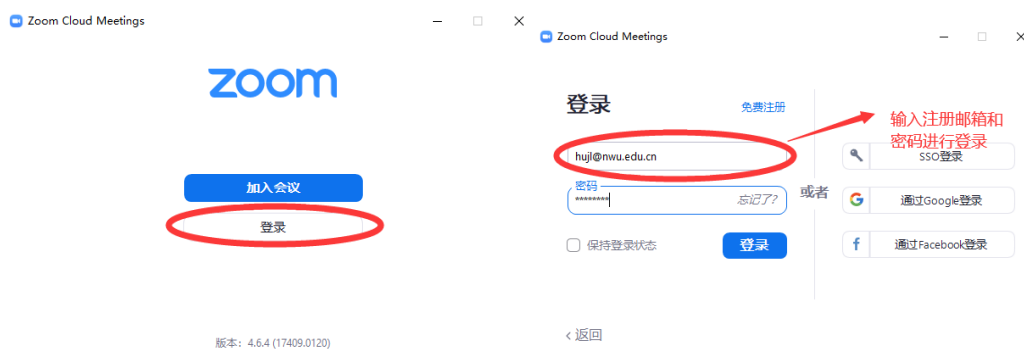 Zoom Cloud Meetings
zoom
加入会议
登录
版本：4.6.4 (17409.0120)
Zoom Cloud Meetings
登录
免费注册
输入注册邮箱和
密码进行登录
hujl@nwu.edu.cn
密码
********
忘记了?
保持登录状态
登录
或者
SSO登录
通过Google登录
通过Facebook登录
返回